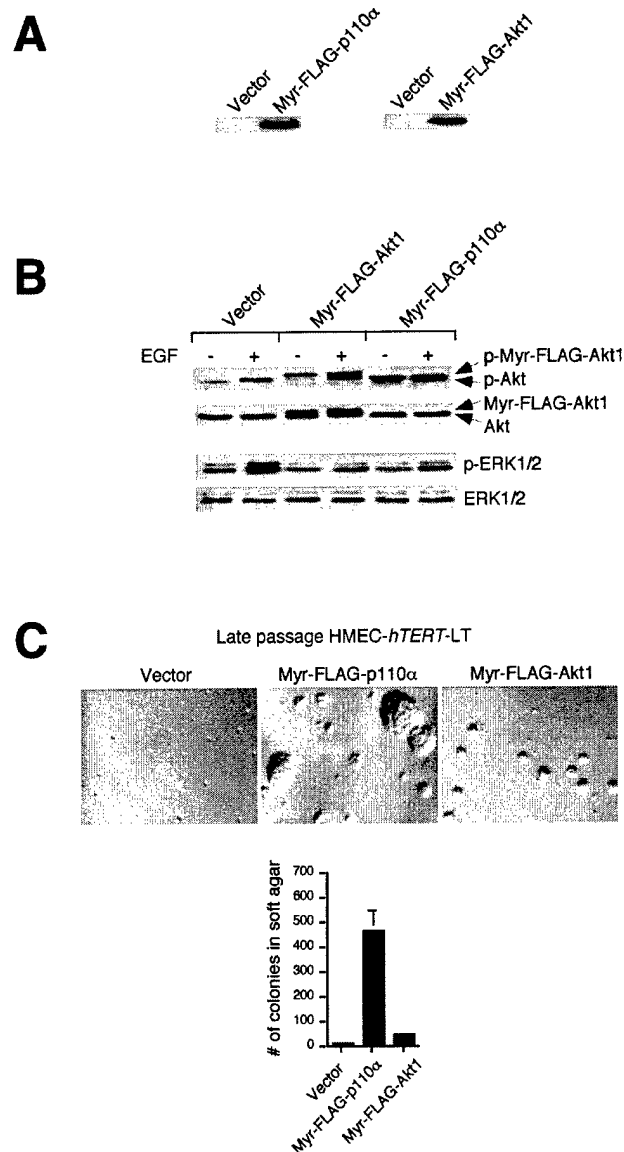 A
Vector
Myr-FLAG-p110α
Vector
Myr-FLAG-Akt1
B
Vector
Myr-FLAG-Akt1
Myr-FLAG-p110α
EGF - + - + - +
p-Myr-FLAG-Akt1
p-Akt
Myr-FLAG-Akt1
Akt
p-ERK1/2
ERK1/2
C
Late passage HMEC-hTERT-LT
Vector
Myr-FLAG-p110α
Myr-FLAG-Akt1
# of colonies in soft agar
700
600
500
400
300
200
100
0
Vector
Myr-FLAG-p110α
Myr-FLAG-Akt1